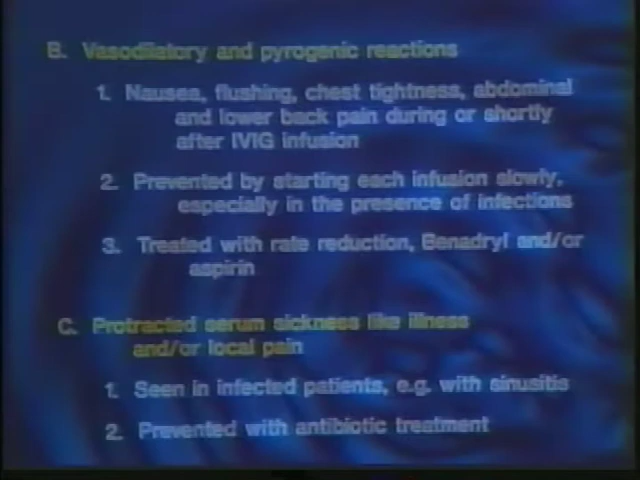 B. Vasodilatory and pyrogenic reactions
1. Nausea, flushing, chest tightness, abdominal
and lower back pain during or shortly
after IVIG infusion
2. Prevented by starting each infusion slowly,
especially in the presence of infections
3. Treated with rate reduction, Benadryl and/or
aspirin
C. Protracted serum sickness like illness
and/or local pain
1. Seen in infected patients, e.g. with sinusitis
2. Prevented with antibiotic treatment